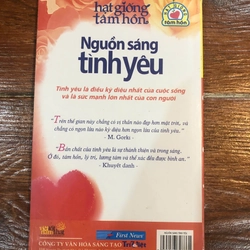 hạt giống
tâm hồn
Nguồn sáng
tình yêu
Tình yêu là điều kỳ diệu nhất của cuộc sống
và là sức mạnh lớn nhất của con người
"Trên thế gian này chẳng có vị thần nào đẹp hơn mặt trời, và
chẳng có ngọn lửa nào kỳ diệu hơn ngọn lửa của tình yêu."
- M. Gorki -
"Bản chất của tình yêu là sự thánh thiện và trong sáng.
Ở đó, tâm hồn, lý trí, lương tâm và thể xác đều được bình an."
- Khuyết danh -
First News
CÔNG TY VĂN HÓA SÁNG TẠO